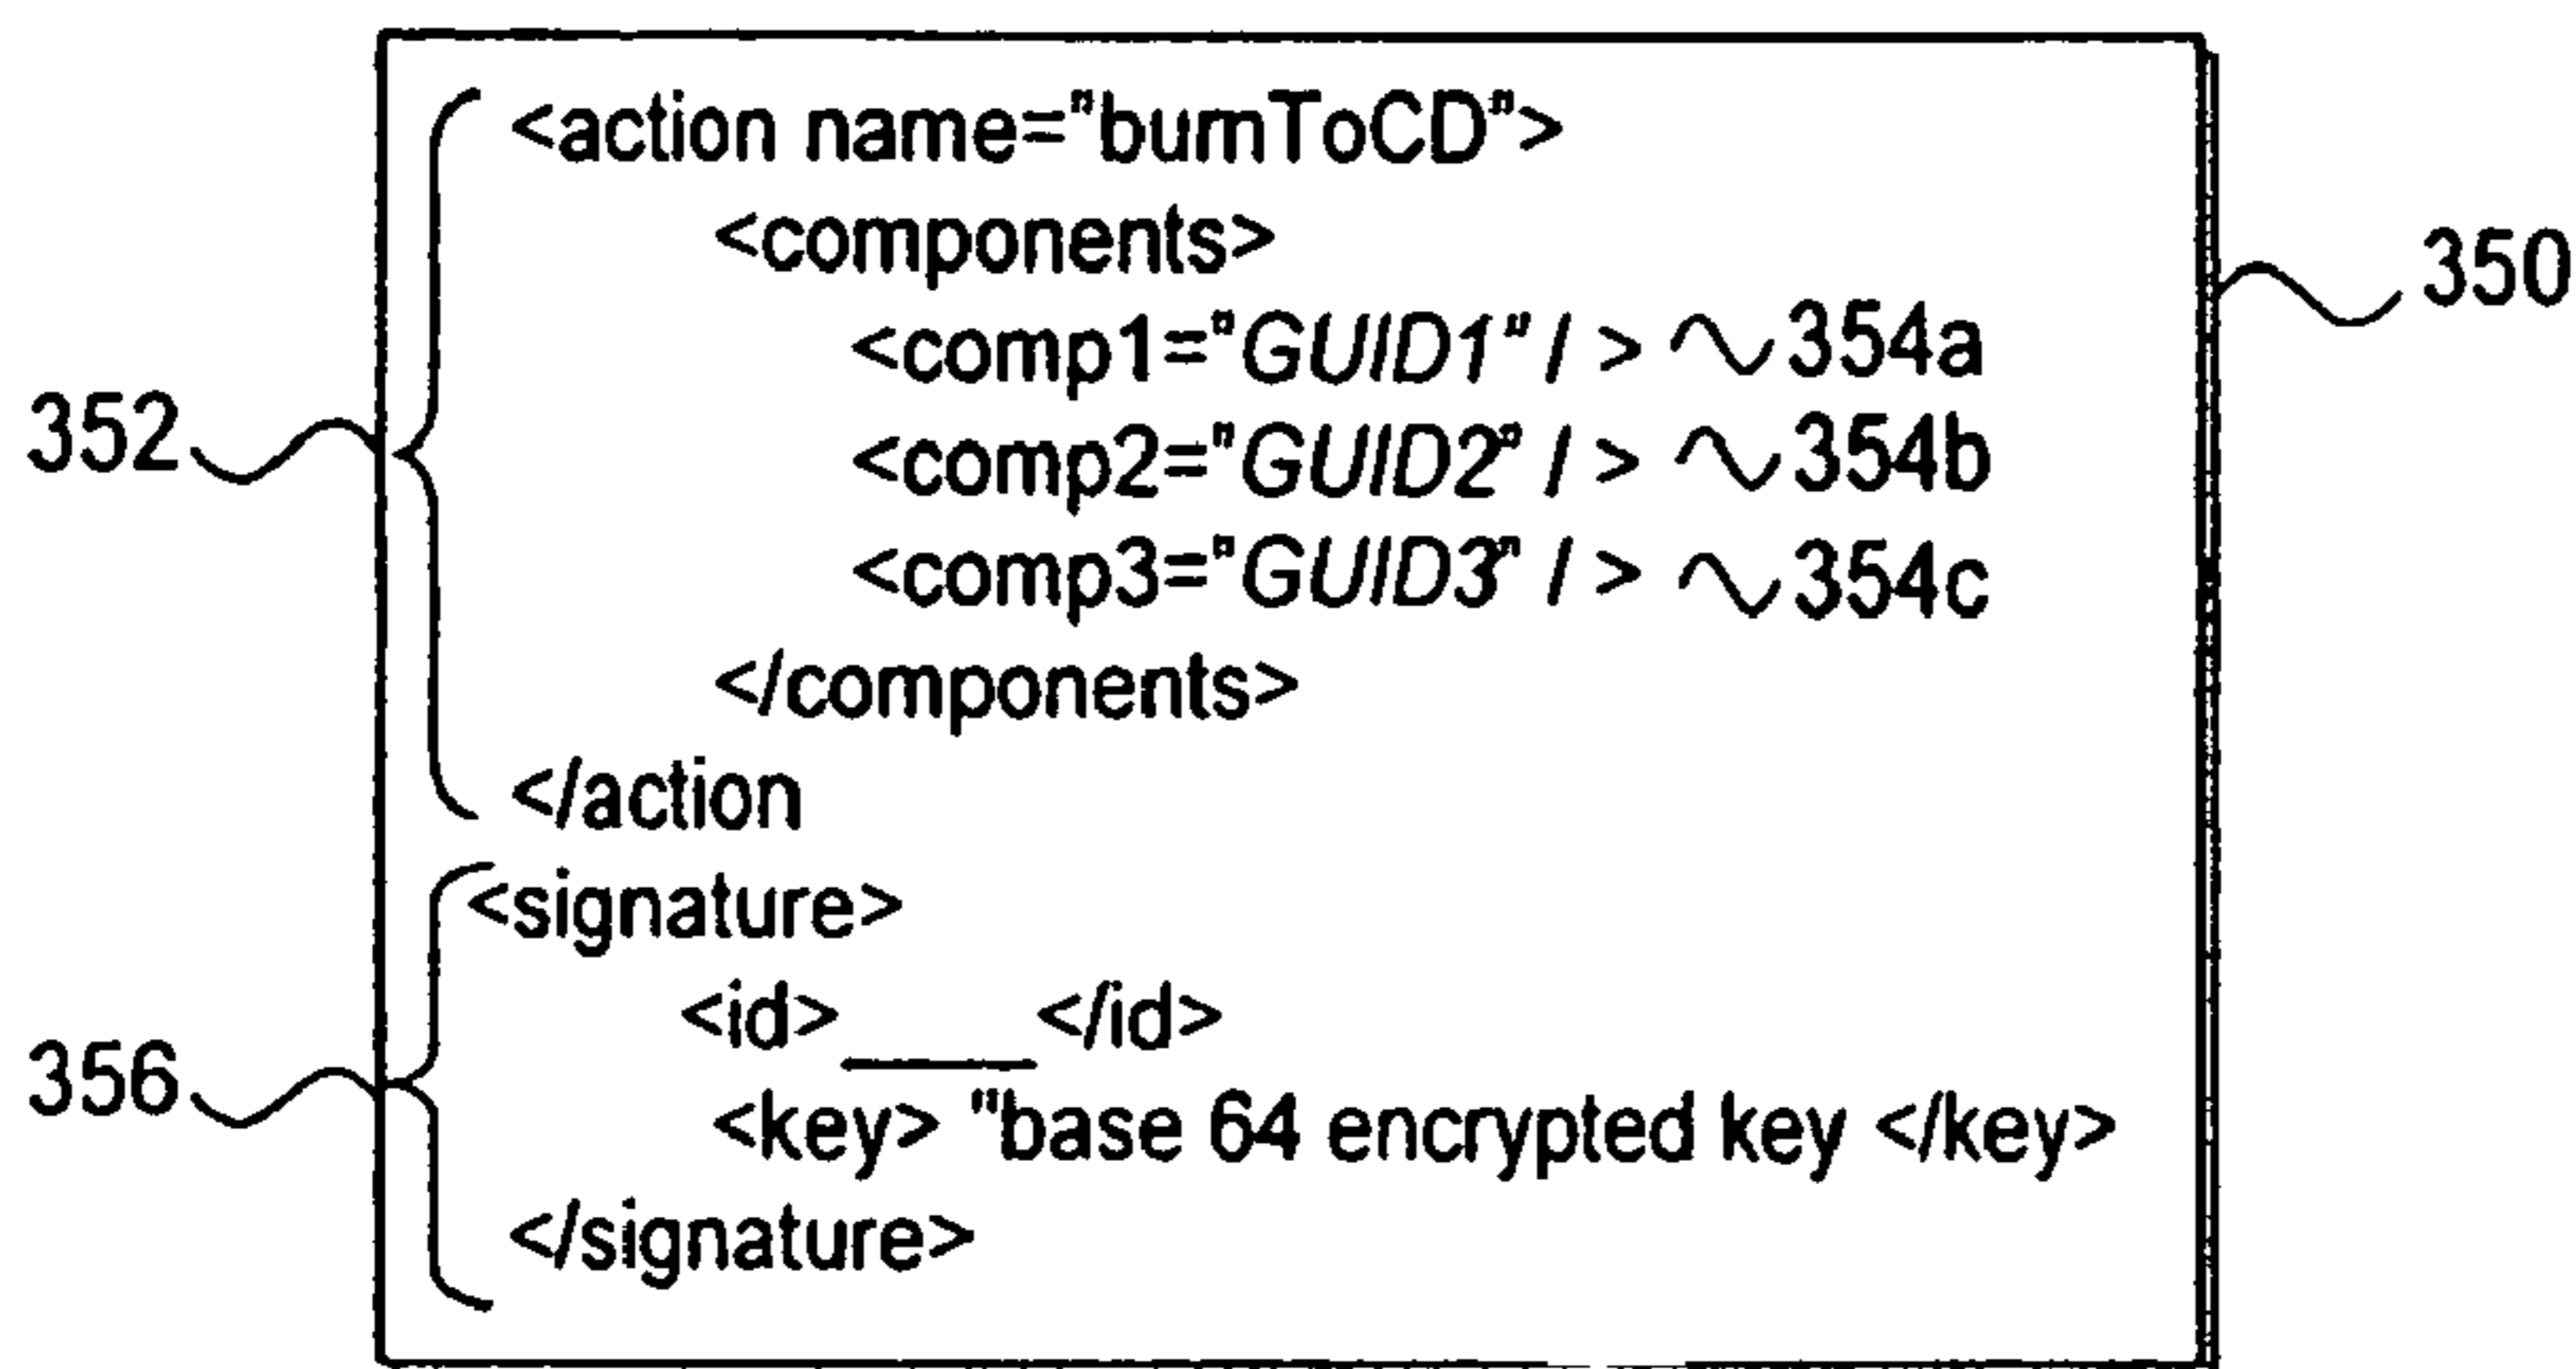 <action name="burnToCD">
<components>
350
<comp1="GUID1" / > 354a
352
<comp2="GUID2" / > 354b
<comp3="GUID3" / > 354c
</components>
</action
<signature>
<id>____</id>
356
<key> "base 64 encrypted key </key>
</signature>